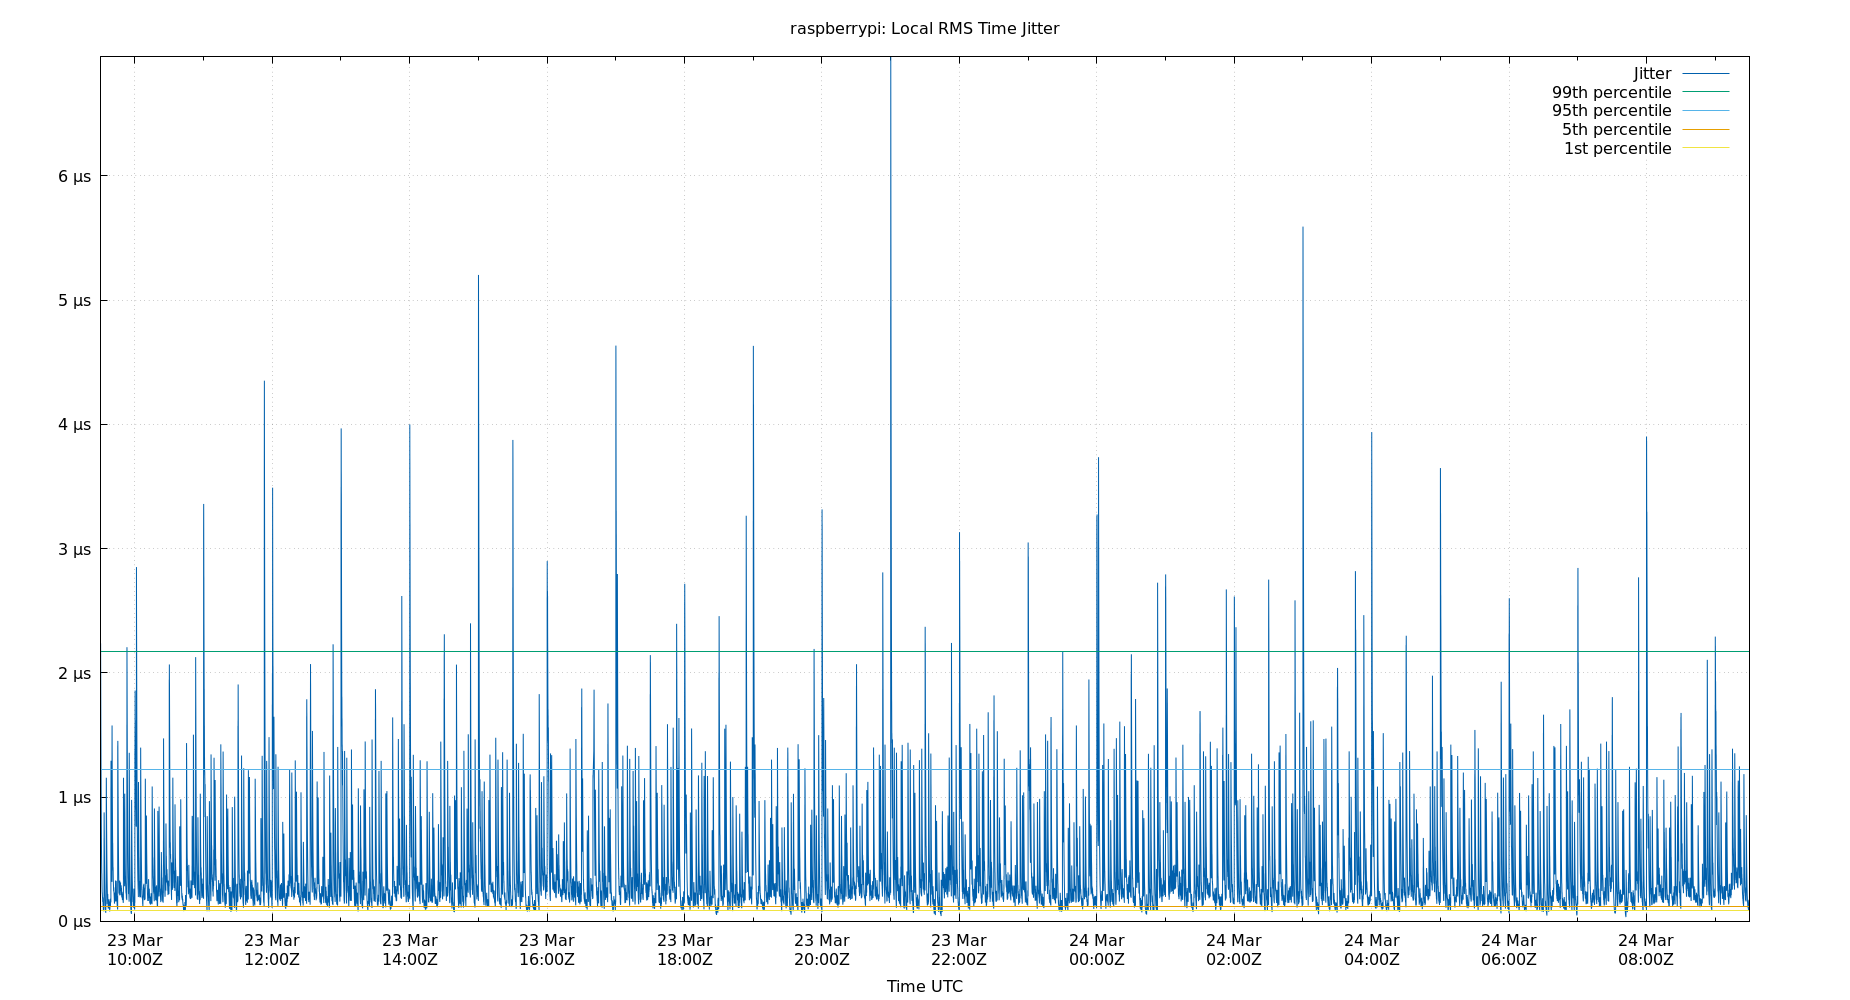 raspberrypi: Local RMS Time Jitter
Jitter
99th percentile
95th percentile
5th percentile
1st percentile
6 µs
5 µs
4 µs
3 µs
2 µs
1 µs
0 µs
23 Mar 23 Mar 23 Mar 23 Mar 23 Mar 23 Mar 23 Mar 24 Mar 24 Mar 24 Mar 24 Mar 24 Mar
10:00Z 12:00Z 14:00Z 16:00Z 18:00Z 20:00Z 22:00Z 00:00Z 02:00Z 04:00Z 06:00Z 08:00Z
Time UTC